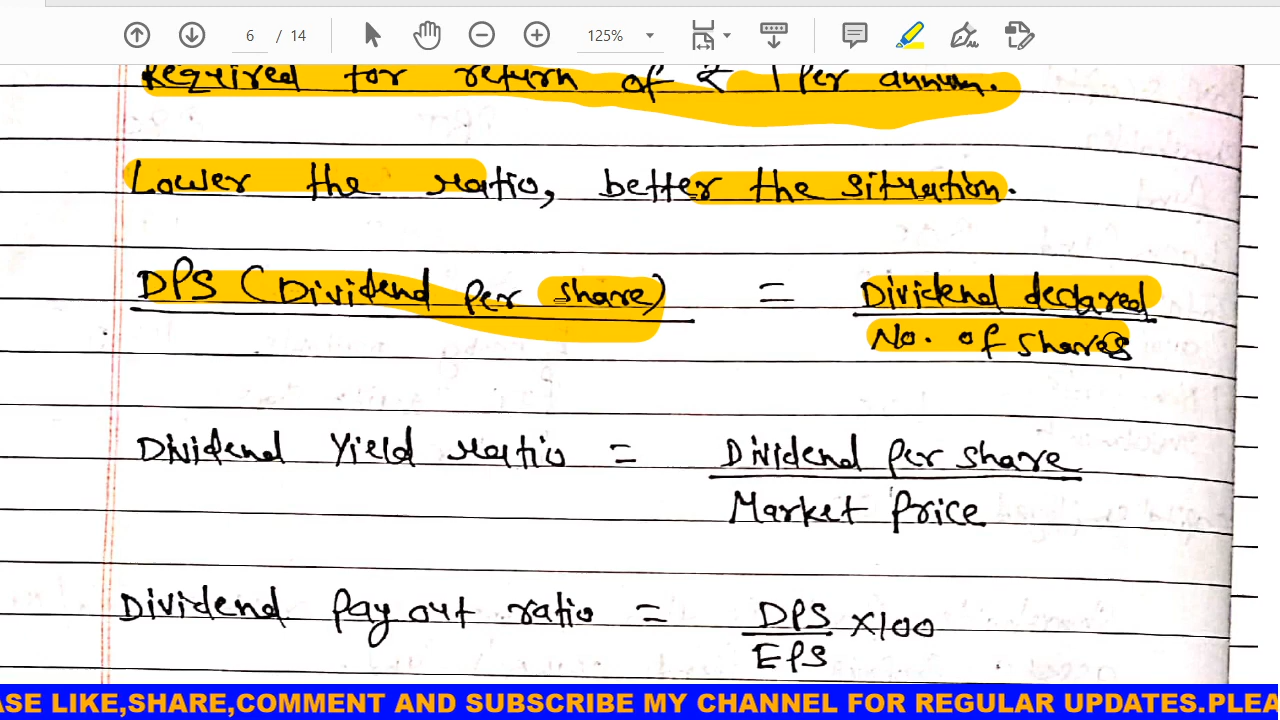 6 / 14 125%
Required for return of ₹ 1 Per annum.
Lower the ratio, better the situation.
DPS (Dividend per share) = Dividend declared
No. of shares
Dividend Yield ratio = Dividend per share
Market Price
Dividend pay out ratio = DPS X100
EPS
ASE LIKE,SHARE,COMMENT AND SUBSCRIBE MY CHANNEL FOR REGULAR UPDATES.PLEA